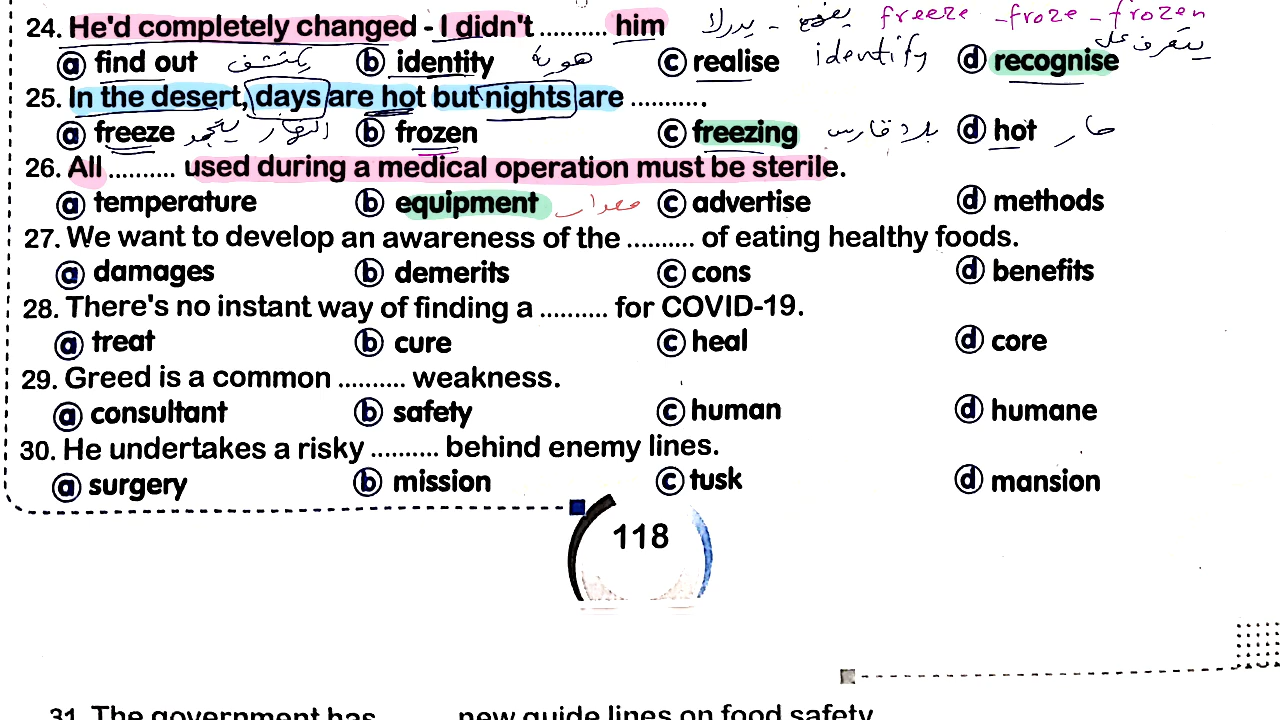 24. He'd completely changed - I didn't .......... him يدرك - يفهم freeze - froze - frozen
ⓐ find out يكتشف ⓑ identity هوية ⓒ realise identify ⓓ recognise يتعرف على
25. In the desert, days are hot but nights are ...........
ⓐ freeze يتجمد النهار ⓑ frozen ⓒ freezing بارد قارس ⓓ hot حار
26. All .......... used during a medical operation must be sterile.
ⓐ temperature ⓑ equipment معدات ⓒ advertise ⓓ methods
27. We want to develop an awareness of the .......... of eating healthy foods.
ⓐ damages ⓑ demerits ⓒ cons ⓓ benefits
28. There's no instant way of finding a .......... for COVID-19.
ⓐ treat ⓑ cure ⓒ heal ⓓ core
29. Greed is a common .......... weakness.
ⓐ consultant ⓑ safety ⓒ human ⓓ humane
30. He undertakes a risky .......... behind enemy lines.
ⓐ surgery ⓑ mission ⓒ tusk ⓓ mansion
118
31. The government has new guide lines on food safety